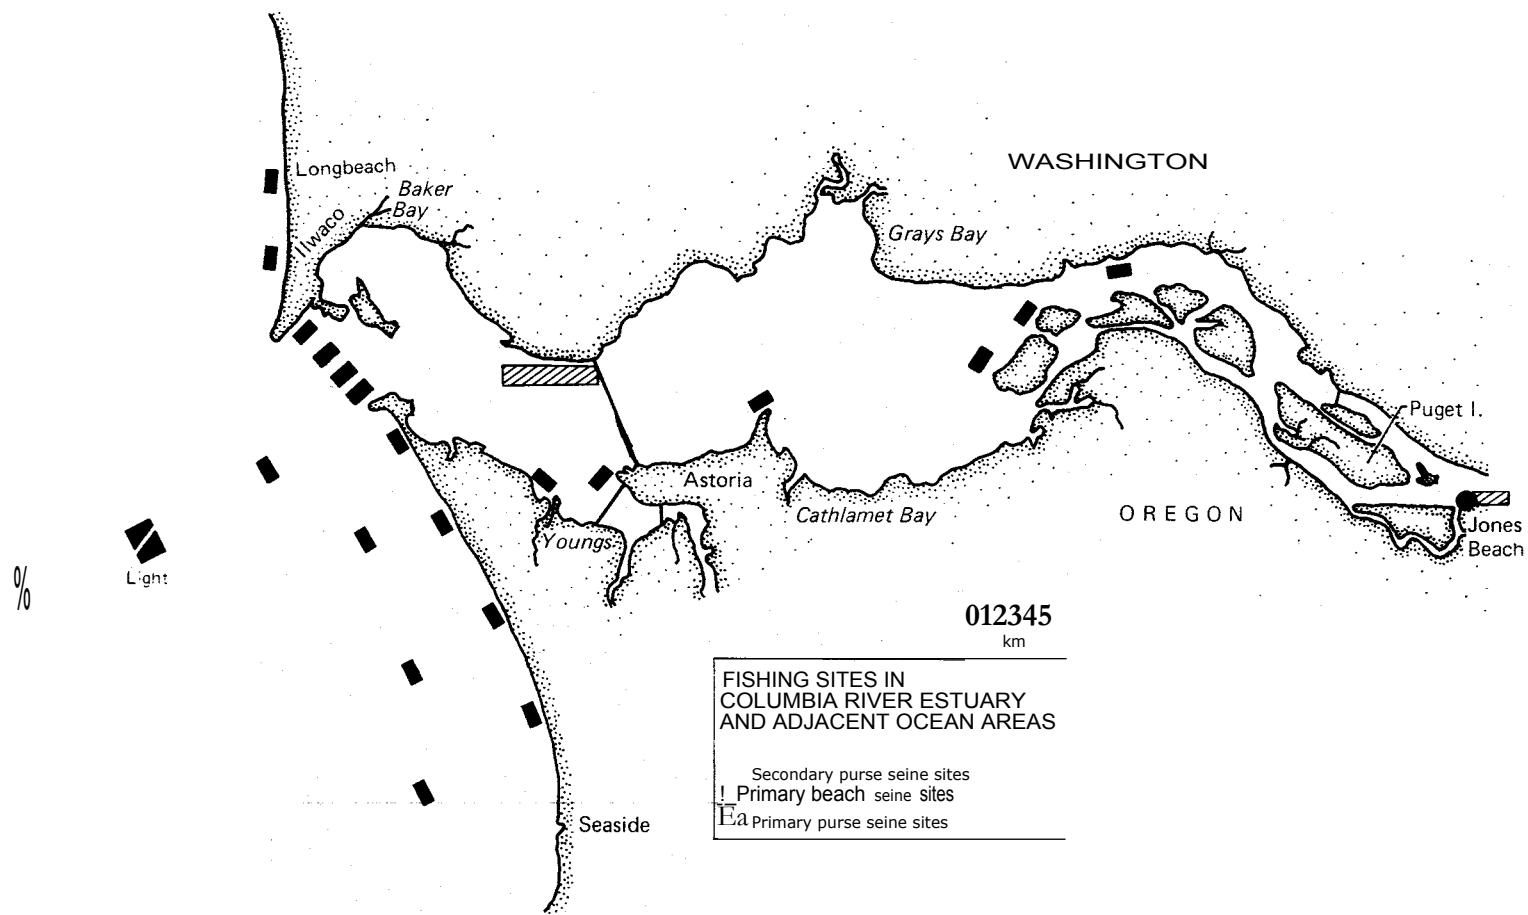 WASHINGTON
Longbeach
Baker
Bay
Ilwaco
Grays Bay
Puget I.
Astoria
Cathlamet Bay
OREGON
Jones
Beach
Youngs
Light
%
012345
km
FISHING SITES IN
COLUMBIA RIVER ESTUARY
AND ADJACENT OCEAN AREAS
Secondary purse seine sites
!_Primary beach seine sites
Ea Primary purse seine sites
Seaside